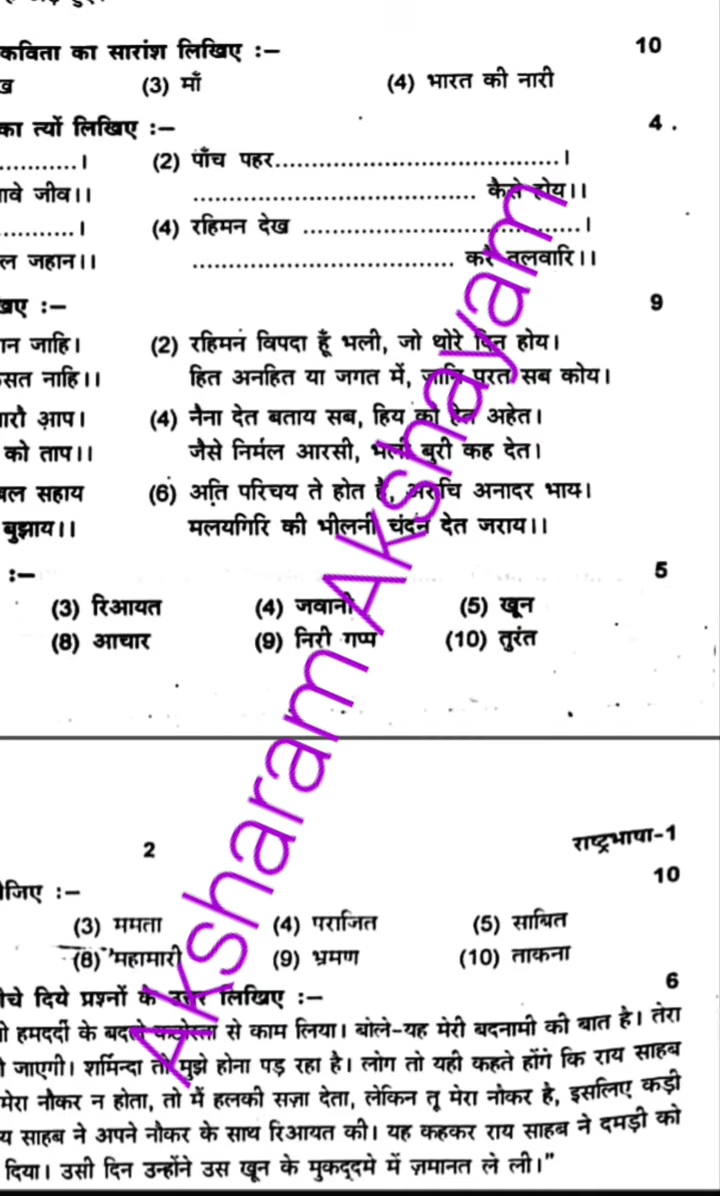 कविता का सारांश लिखिए :– 10
ख (3) माँ (4) भारत की नारी
का त्यों लिखिए :– 4 .
............। (2) पाँच पहर.......................................।
ावे जीव।। ....................................... कैसे होय।।
...........। (4) रहिमन देख .......................................।
ल जहान।। ....................................... करै तलवारि।।
खिए :– 9
ान जाहि। (2) रहिमन विपदा हूँ भली, जो थोरे दिन होय।
सत नाहि।। हित अनहित या जगत में, जानि परत सब कोय।
ारौ आप। (4) नैना देत बताय सब, हिय को हेत अहेत।
को ताप।। जैसे निर्मल आरसी, भली बुरी कह देत।
बल सहाय (6) अति परिचय ते होत है, अरुचि अनादर भाय।
बुझाय।। मलयगिरि की भीलनी चंदन देत जराय।।
:– 5
(3) रिआयत (4) जवानी (5) खून
(8) आचार (9) निरी गप्प (10) तुरंत
2 राष्ट्रभाषा-1
जिए :– 10
(3) ममता (4) पराजित (5) साबित
(8) महामारी (9) भ्रमण (10) ताकना
चे दिये प्रश्नों के उत्तर लिखिए :– 6
हमदर्दी के बदले से काम लिया। बोले-यह मेरी बदनामी की बात है। तेरा
जाएगी। शर्मिन्दा तो मुझे होना पड़ रहा है। लोग तो यही कहते होंगे कि राय साहब
मेरा नौकर न होता, तो मैं हलकी सज़ा देता, लेकिन तू मेरा नौकर है, इसलिए कड़ी
य साहब ने अपने नौकर के साथ रिआयत की। यह कहकर राय साहब ने दमड़ी को
दिया। उसी दिन उन्होंने उस खून के मुकद्दमे में ज़मानत ले ली।"
Aksharam Akshayam